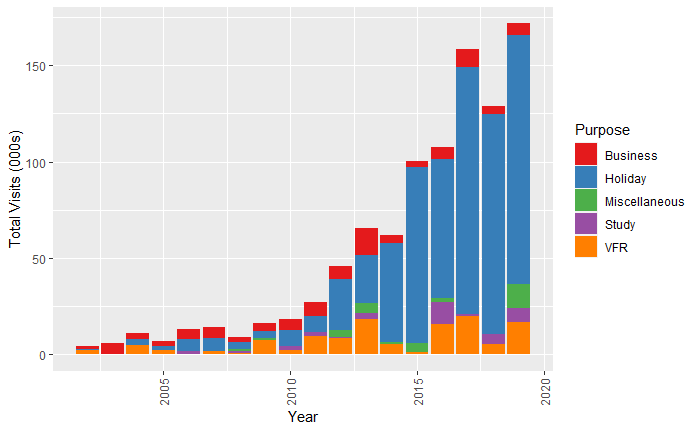 150
100
50
0
Total Visits (000s)
2005
2010
2015
2020
Year
Purpose
Business
Holiday
Miscellaneous
Study
VFR